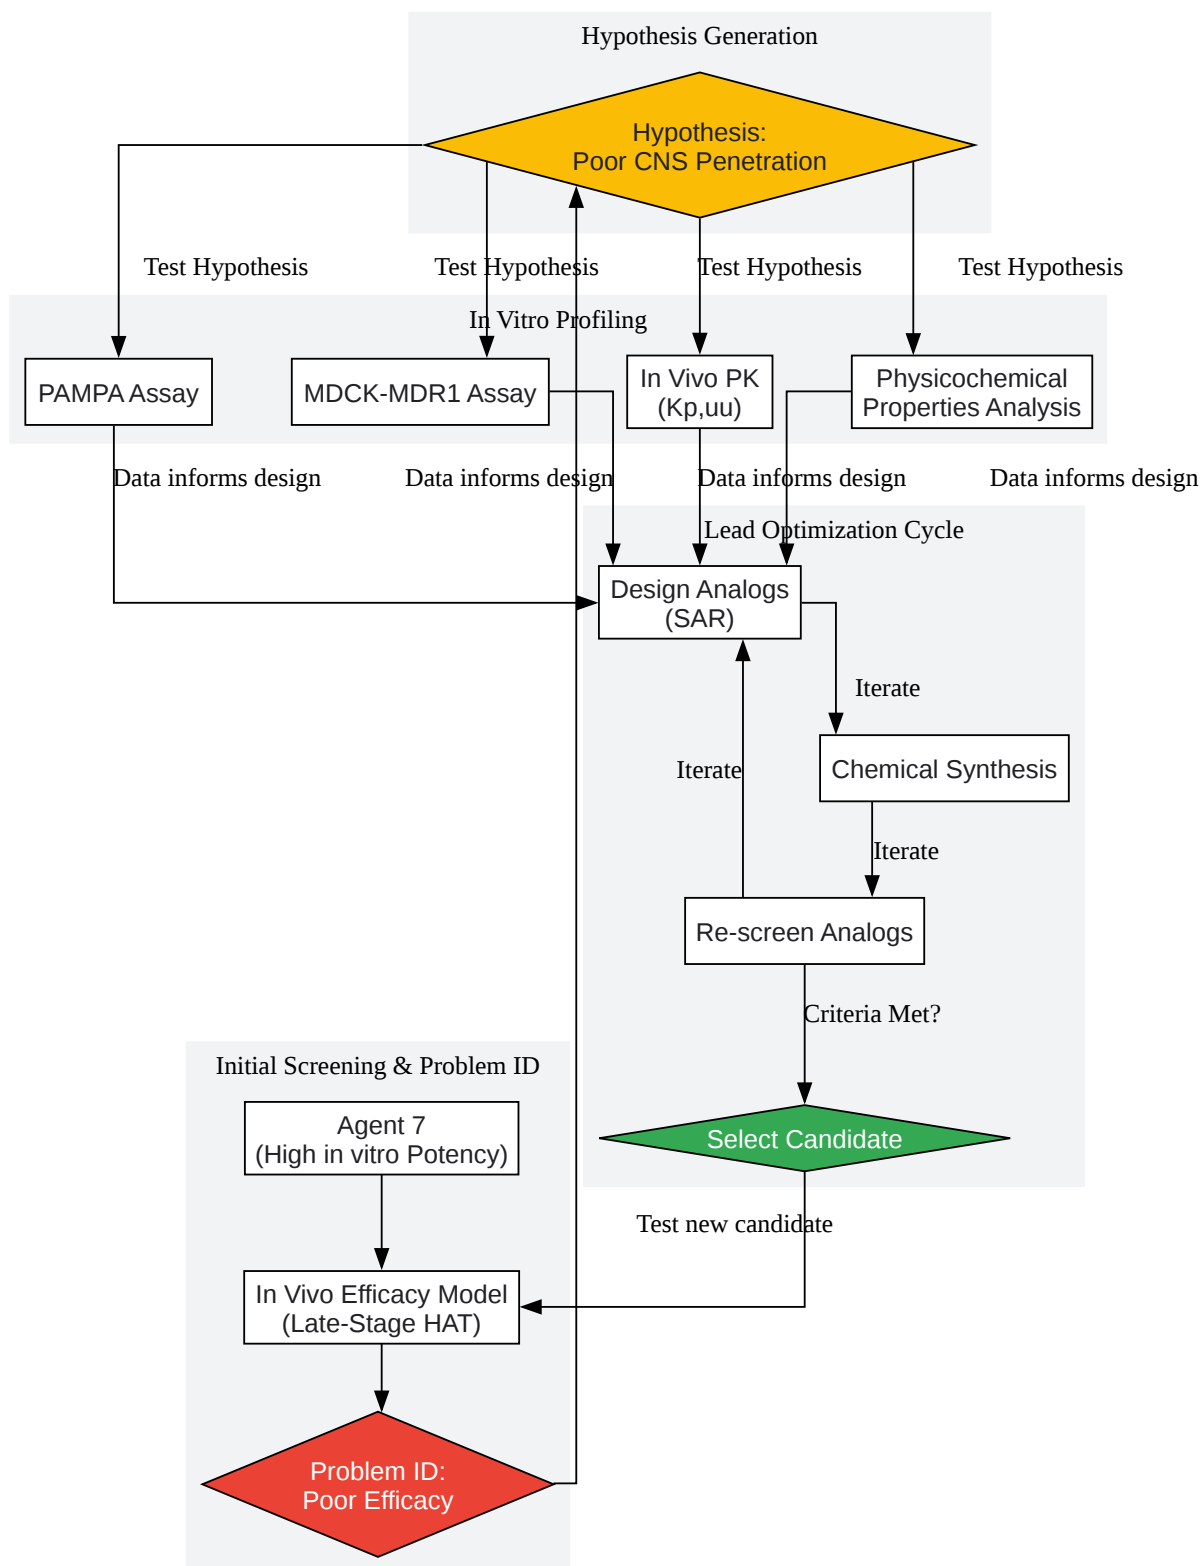 Hypothesis Generation
Hypothesis:
Poor CNS Penetration
Test Hypothesis
Test Hypothesis
Test Hypothesis
Test Hypothesis
In Vitro Profiling
PAMPA Assay
MDCK-MDR1 Assay
In Vivo PK
(Kp,uu)
Physicochemical
Properties Analysis
Data informs design
Data informs design
Data informs design
Data informs design
Lead Optimization Cycle
Design Analogs
(SAR)
Iterate
Iterate
Chemical Synthesis
Iterate
Re-screen Analogs
Criteria Met?
Initial Screening & Problem ID
Agent 7
(High in vitro Potency)
Select Candidate
Test new candidate
In Vivo Efficacy Model
(Late-Stage HAT)
Problem ID:
Poor Efficacy